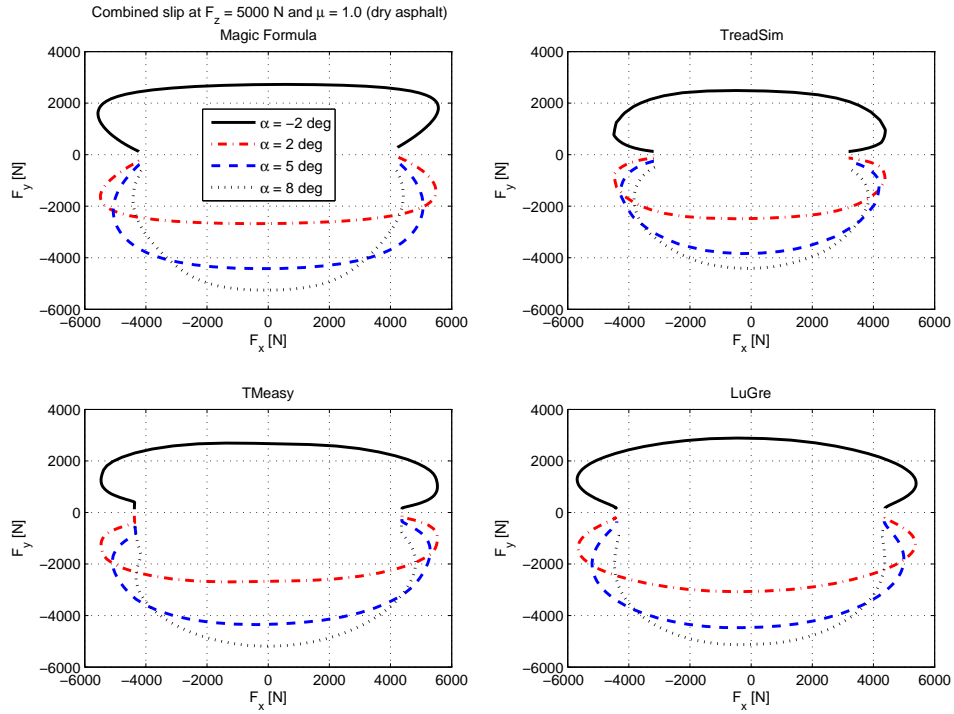 Combined slip at F_z = 5000 N and μ = 1.0 (dry asphalt)
Magic Formula
4000
2000
0
−2000
−4000
−6000
F_y [N]
−6000 −4000 −2000 0 2000 4000 6000
F_x [N]
α = −2 deg
α = 2 deg
α = 5 deg
α = 8 deg
TreadSim
4000
2000
0
−2000
−4000
−6000
F_y [N]
−6000 −4000 −2000 0 2000 4000 6000
F_x [N]
TMeasy
4000
2000
0
−2000
−4000
−6000
F_y [N]
−6000 −4000 −2000 0 2000 4000 6000
F_x [N]
LuGre
4000
2000
0
−2000
−4000
−6000
F_y [N]
−6000 −4000 −2000 0 2000 4000 6000
F_x [N]